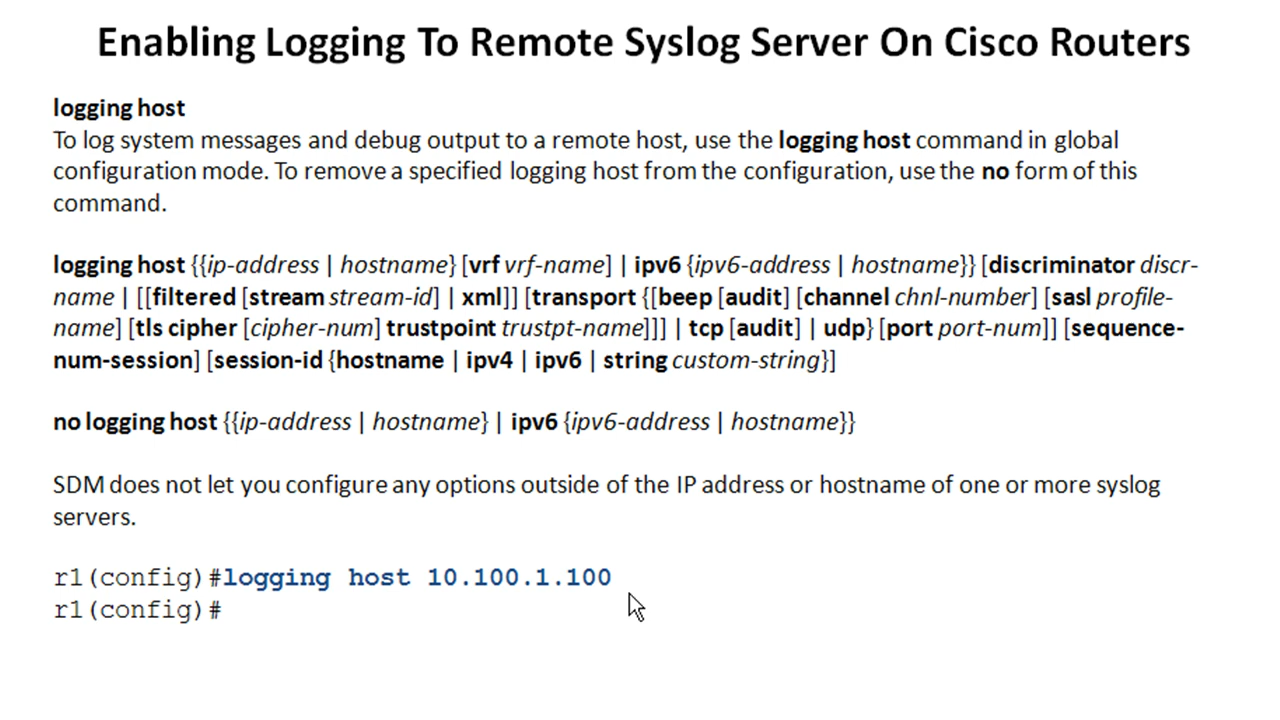 Enabling Logging To Remote Syslog Server On Cisco Routers
logging host
To log system messages and debug output to a remote host, use the logging host command in global
configuration mode. To remove a specified logging host from the configuration, use the no form of this
command.
logging host {{ip-address | hostname} [vrf vrf-name] | ipv6 {ipv6-address | hostname}} [discriminator discr-
name | [[filtered [stream stream-id] | xml]] [transport {[beep [audit] [channel chnl-number] [sasl profile-
name] [tls cipher [cipher-num] trustpoint trustpt-name]]] | tcp [audit] | udp} [port port-num]] [sequence-
num-session] [session-id {hostname | ipv4 | ipv6 | string custom-string}]
no logging host {{ip-address | hostname} | ipv6 {ipv6-address | hostname}}
SDM does not let you configure any options outside of the IP address or hostname of one or more syslog
servers.
r1(config)#logging host 10.100.1.100
r1(config)#